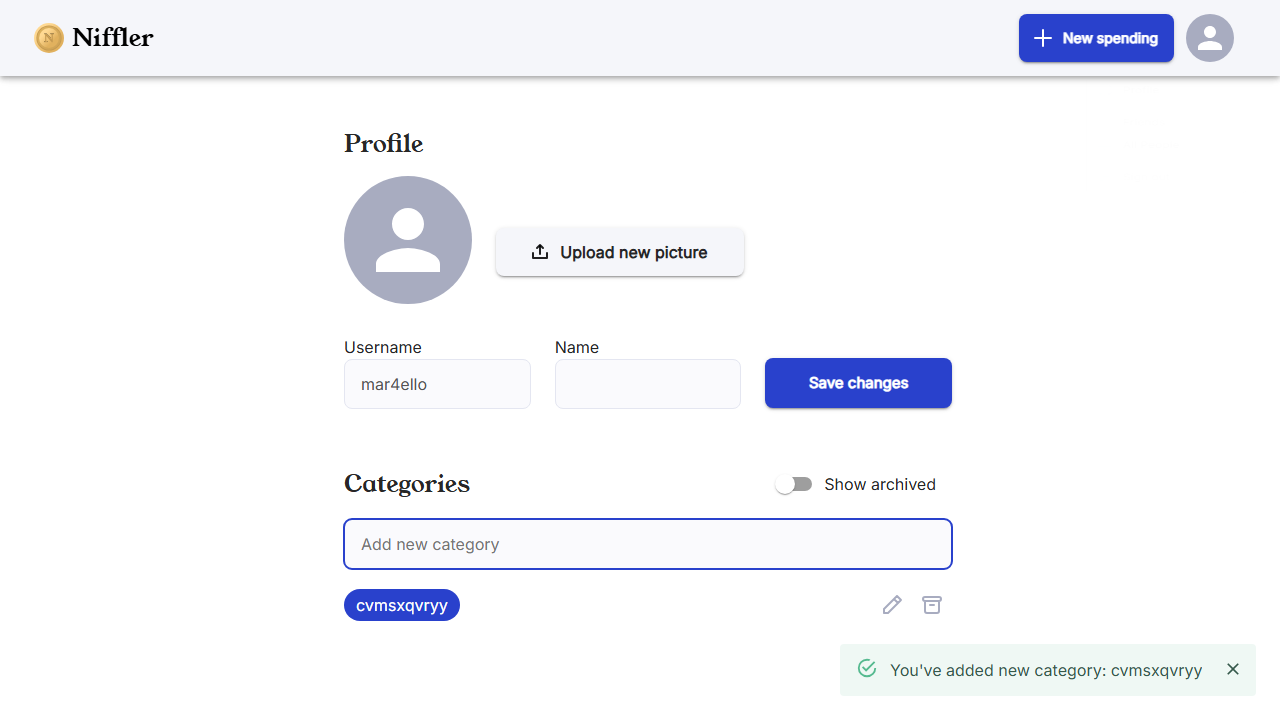 N Niffler
New spending
Profile
Upload new picture
Username
Name
mar4ello
Save changes
Categories
Show archived
Add new category
cvmsxqvryy
You've added new category: cvmsxqvryy